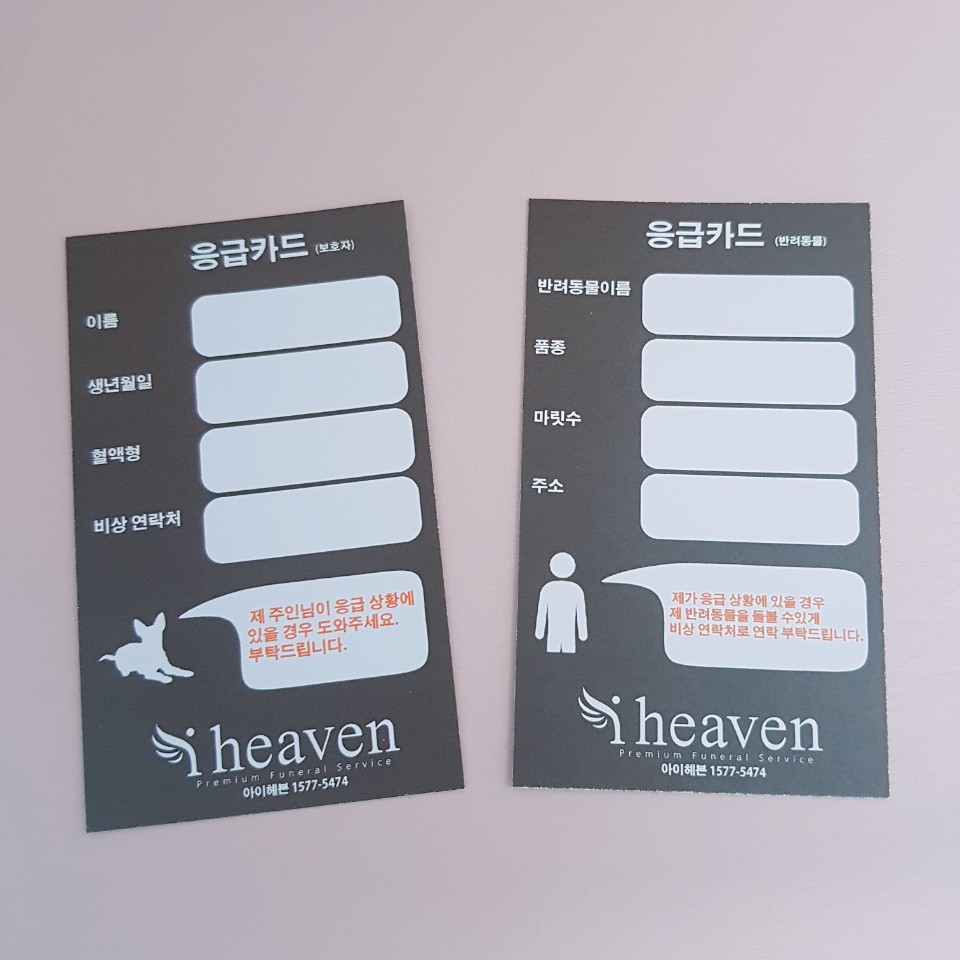 응급카드 (보호자)
이름
생년월일
혈액형
비상 연락처
제 주인님이 응급 상황에
있을 경우 도와주세요.
부탁드립니다.
i heaven
Premium Funeral Service
아이헤븐 1577-5474
응급카드 (반려동물)
반려동물이름
품종
마릿수
주소
제가 응급 상황에 있을 경우
제 반려동물을 돌볼 수있게
비상 연락처로 연락 부탁드립니다.
i heaven
Premium Funeral Service
아이헤븐 1577-5474